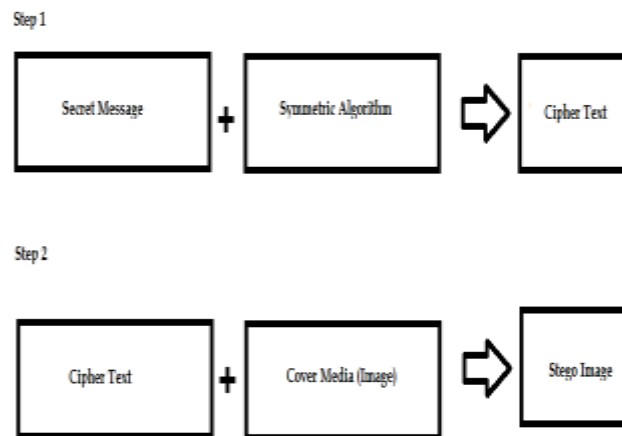 Step 1
Secret Message + Symmetric Algorithm Cipher Text
Step 2
Cipher Text + Cover Media (Image) Stego Image